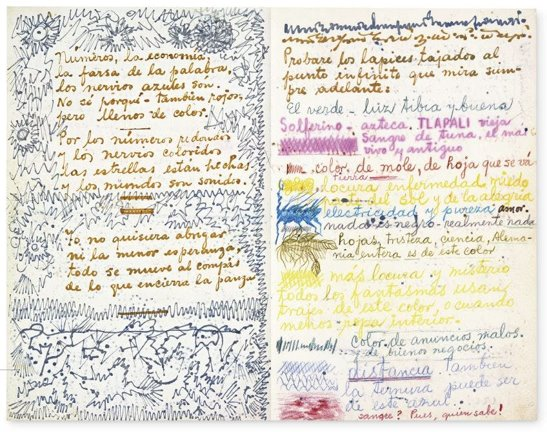 Números, la economía,
la farsa de la palabra,
los nervios azules son.
No sé porqué - también rojos,
pero llenos de color.
Por los números redondos
y los nervios coloridos
las estrellas están hechas
y los mundos son sonidos.
Yo, no quisiera abrigar
ni la menor esperanza,
todo se mueve al compás
de lo que encierra la panza
Probaré los lápices tajados al
punto infinito que mira siem-
pre adelante:
El verde - luz tibia y buena
Solferino - azteca. TLAPALI vieja
Sangre de tuna, el más
vivo y antiguo
color de mole, de hoja que se va
tierra
locura enfermedad miedo
parte del sol y de la alegría
electricidad y pureza amor.
nada es negro - realmente nada
hojas, tristeza, ciencia, Alema-
nia entera es de este color
más locura y misterio
todos los fantasmas usan
trajes de este color, o cuando
menos ropa interior.
Color de anuncios malos
y de buenos negocios.
distancia. También
la ternura puede ser
de este azul.
sangre? Pues, quién sabe!